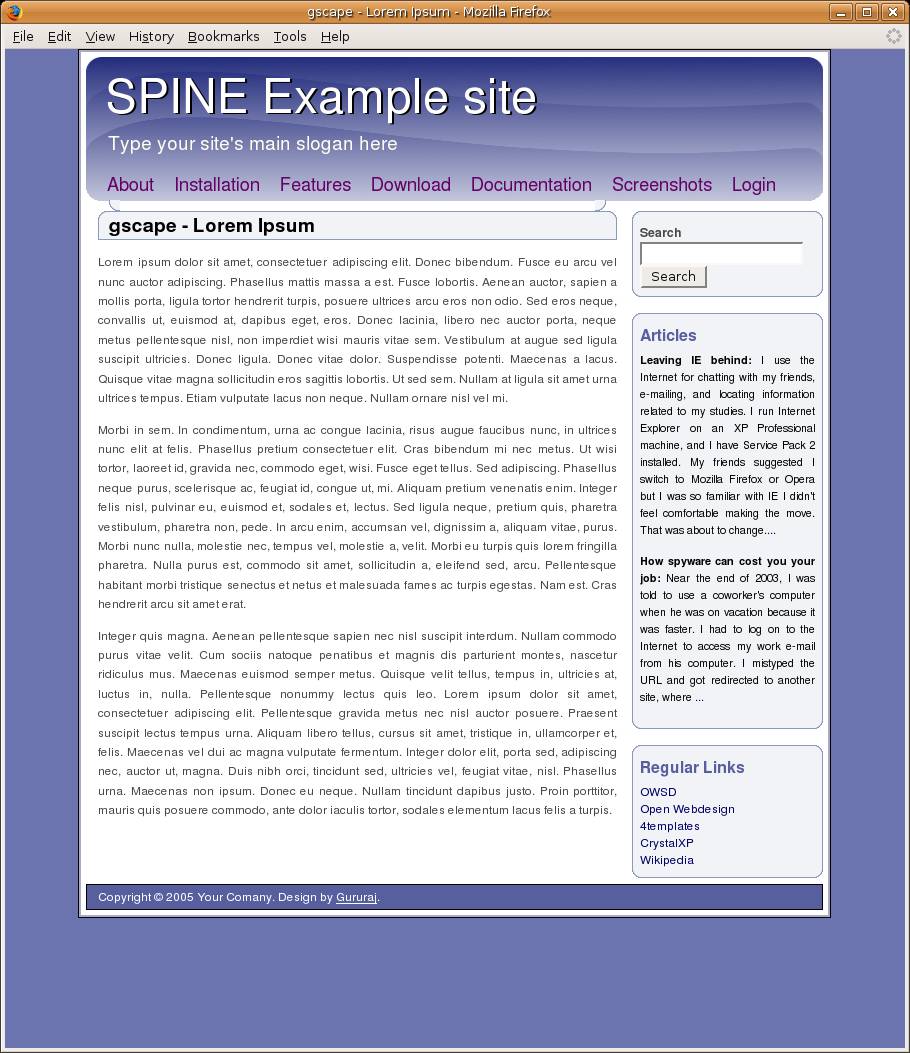 gscape - Lorem Ipsum - Mozilla Firefox
File Edit View History Bookmarks Tools Help
SPINE Example site
Type your site's main slogan here
About Installation Features Download Documentation Screenshots Login
gscape - Lorem Ipsum
Lorem ipsum dolor sit amet, consectetuer adipiscing elit. Donec bibendum. Fusce eu arcu vel
nunc auctor adipiscing. Phasellus mattis massa a est. Fusce lobortis. Aenean auctor, sapien a
mollis porta, ligula tortor hendrerit turpis, posuere ultrices arcu eros non odio. Sed eros neque,
convallis ut, euismod at, dapibus eget, eros. Donec lacinia, libero nec auctor porta, neque
metus pellentesque nisl, non imperdiet wisi mauris vitae sem. Vestibulum at augue sed ligula
suscipit ultricies. Donec ligula. Donec vitae dolor. Suspendisse potenti. Maecenas a lacus.
Quisque vitae magna sollicitudin eros sagittis lobortis. Ut sed sem. Nullam at ligula sit amet urna
ultrices tempus. Etiam vulputate lacus non neque. Nullam ornare nisl vel mi.
Morbi in sem. In condimentum, urna ac congue lacinia, risus augue faucibus nunc, in ultrices
nunc elit at felis. Phasellus pretium consectetuer elit. Cras bibendum mi nec metus. Ut wisi
tortor, laoreet id, gravida nec, commodo eget, wisi. Fusce eget tellus. Sed adipiscing. Phasellus
neque purus, scelerisque ac, feugiat id, congue ut, mi. Aliquam pretium venenatis enim. Integer
felis nisl, pulvinar eu, euismod et, sodales et, lectus. Sed ligula neque, pretium quis, pharetra
vestibulum, pharetra non, pede. In arcu enim, accumsan vel, dignissim a, aliquam vitae, purus.
Morbi nunc nulla, molestie nec, tempus vel, molestie a, velit. Morbi eu turpis quis lorem fringilla
pharetra. Nulla purus est, commodo sit amet, sollicitudin a, eleifend sed, arcu. Pellentesque
habitant morbi tristique senectus et netus et malesuada fames ac turpis egestas. Nam est. Cras
hendrerit arcu sit amet erat.
Integer quis magna. Aenean pellentesque sapien nec nisl suscipit interdum. Nullam commodo
purus vitae velit. Cum sociis natoque penatibus et magnis dis parturient montes, nascetur
ridiculus mus. Maecenas euismod semper metus. Quisque velit tellus, tempus in, ultricies at,
luctus in, nulla. Pellentesque nonummy lectus quis leo. Lorem ipsum dolor sit amet,
consectetuer adipiscing elit. Pellentesque gravida metus nec nisl auctor posuere. Praesent
suscipit lectus tempus urna. Aliquam libero tellus, cursus sit amet, tristique in, ullamcorper et,
felis. Maecenas vel dui ac magna vulputate fermentum. Integer dolor elit, porta sed, adipiscing
nec, auctor ut, magna. Duis nibh orci, tincidunt sed, ultricies vel, feugiat vitae, nisl. Phasellus
urna. Maecenas non ipsum. Donec eu neque. Nullam tincidunt dapibus justo. Proin porttitor,
mauris quis posuere commodo, ante dolor iaculis tortor, sodales elementum lacus felis a turpis.
Search
Search
Articles
Leaving IE behind: I use the
Internet for chatting with my friends,
e-mailing, and locating information
related to my studies. I run Internet
Explorer on an XP Professional
machine, and I have Service Pack 2
installed. My friends suggested I
switch to Mozilla Firefox or Opera
but I was so familiar with IE I didn't
feel comfortable making the move.
That was about to change....
How spyware can cost you your
job: Near the end of 2003, I was
told to use a coworker's computer
when he was on vacation because it
was faster. I had to log on to the
Internet to access my work e-mail
from his computer. I mistyped the
URL and got redirected to another
site, where ...
Regular Links
OWSD
Open Webdesign
4templates
CrystalXP
Wikipedia
Copyright © 2005 Your Comany. Design by Gururaj.